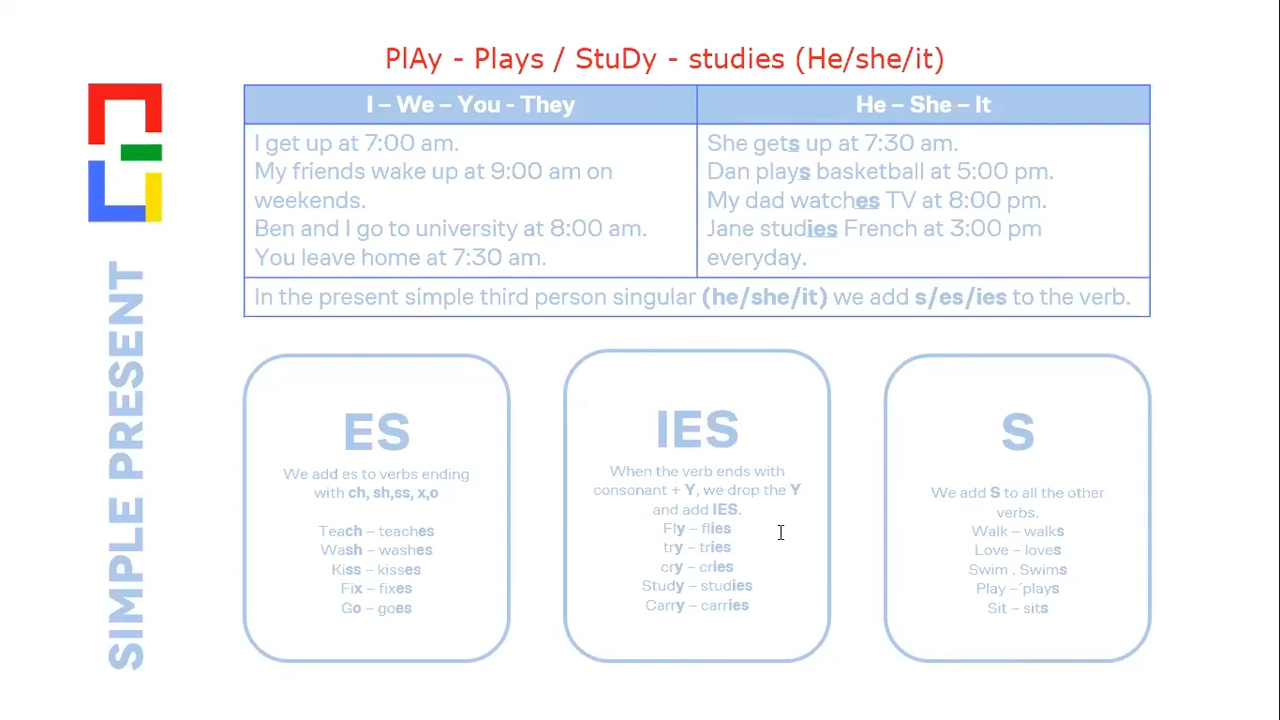 PlAy - Plays / StuDy - studies (He/she/it)
I – We – You - They
He – She – It
I get up at 7:00 am.
My friends wake up at 9:00 am on
weekends.
Ben and I go to university at 8:00 am.
You leave home at 7:30 am.
She gets up at 7:30 am.
Dan plays basketball at 5:00 pm.
My dad watches TV at 8:00 pm.
Jane studies French at 3:00 pm
everyday.
In the present simple third person singular (he/she/it) we add s/es/ies to the verb.
SIMPLE PRESENT
ES
We add es to verbs ending
with ch, sh,ss, x,o
Teach – teaches
Wash – washes
Kiss – kisses
Fix – fixes
Go – goes
IES
When the verb ends with
consonant + Y, we drop the Y
and add IES.
Fly – flies
try – tries
cry – cries
Study – studies
Carry – carries
S
We add S to all the other
verbs.
Walk – walks
Love – loves
Swim . Swims
Play –´plays
Sit – sits